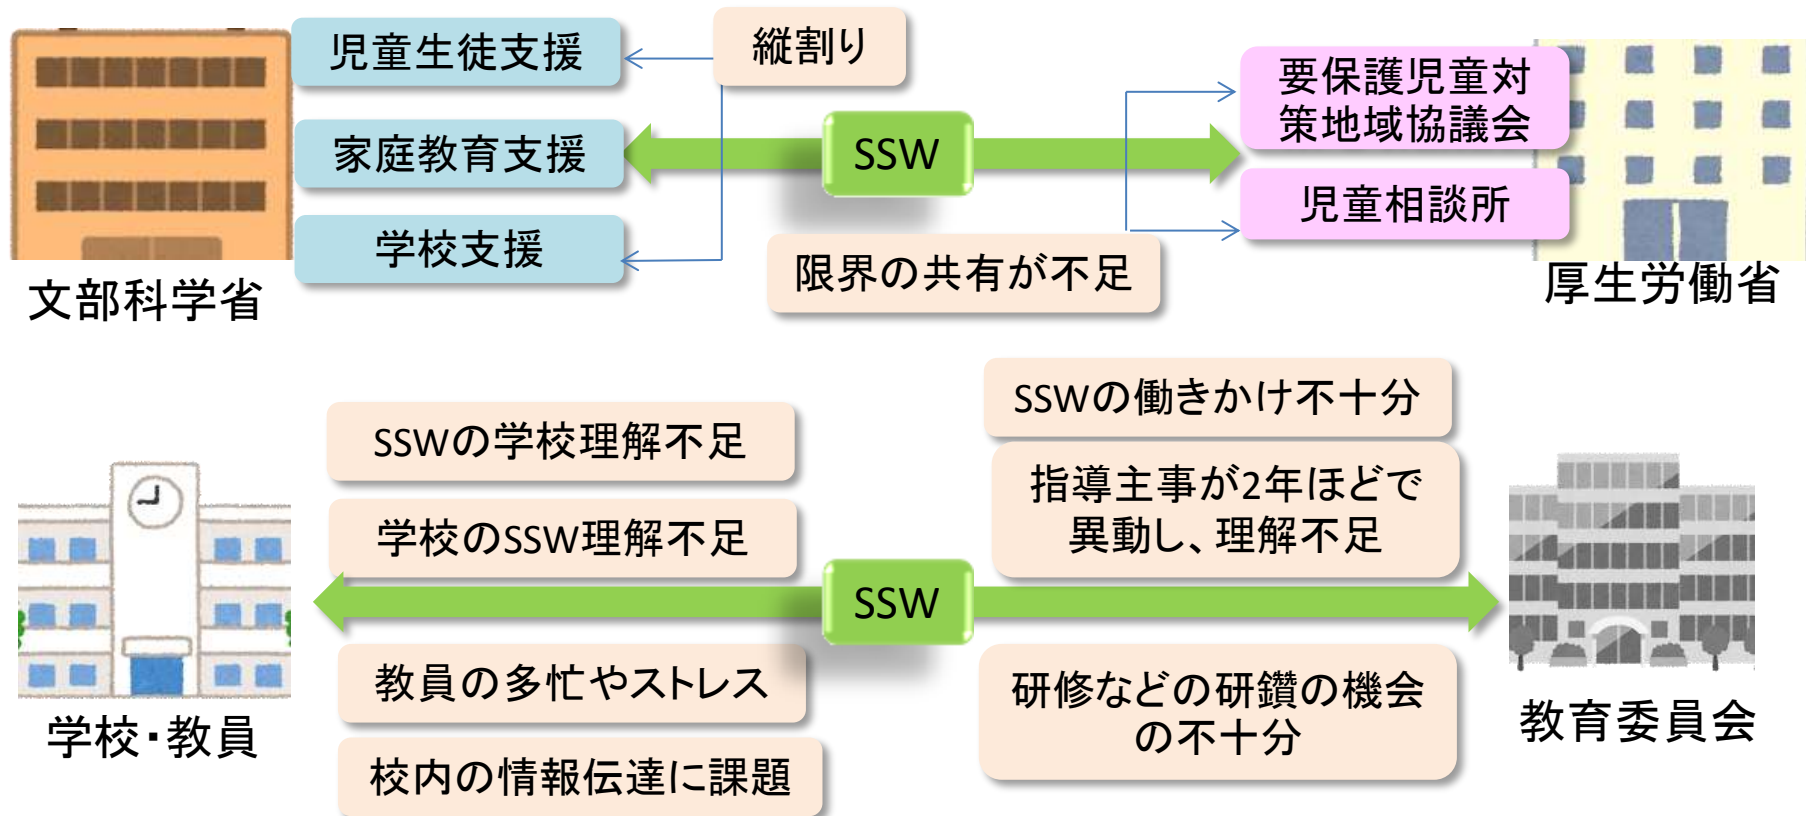 児童生徒支援
縦割り
要保護児童対
策地域協議会
家庭教育支援
SSW
児童相談所
学校支援
限界の共有が不足
文部科学省
厚生労働省
SSWの働きかけ不十分
SSWの学校理解不足
指導主事が2年ほどで
異動し、理解不足
学校のSSW理解不足
SSW
教員の多忙やストレス
研修などの研鑽の機会
の不十分
学校・教員
教育委員会
校内の情報伝達に課題